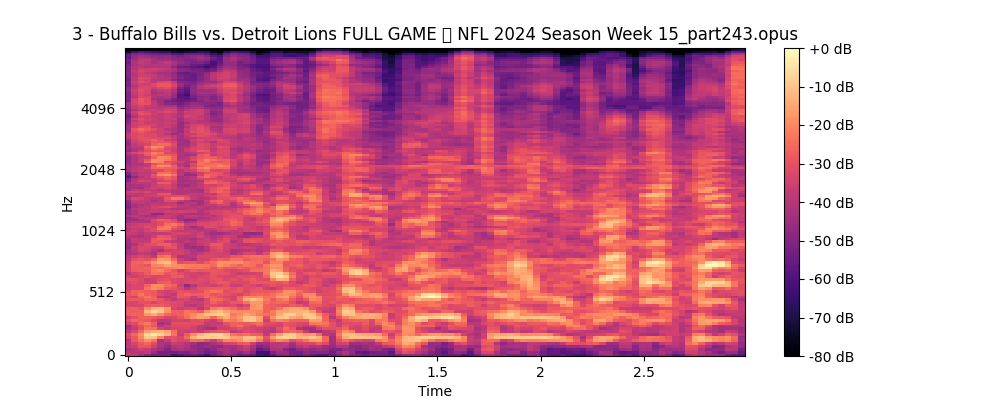 3 - Buffalo Bills vs. Detroit Lions FULL GAME ▯ NFL 2024 Season Week 15_part243.opus
+0 dB
4096
-10 dB
-20 dB
2048
-30 dB
Hz
-40 dB
1024
-50 dB
512
-60 dB
-70 dB
0
-80 dB
0 0.5 1 1.5 2 2.5
Time